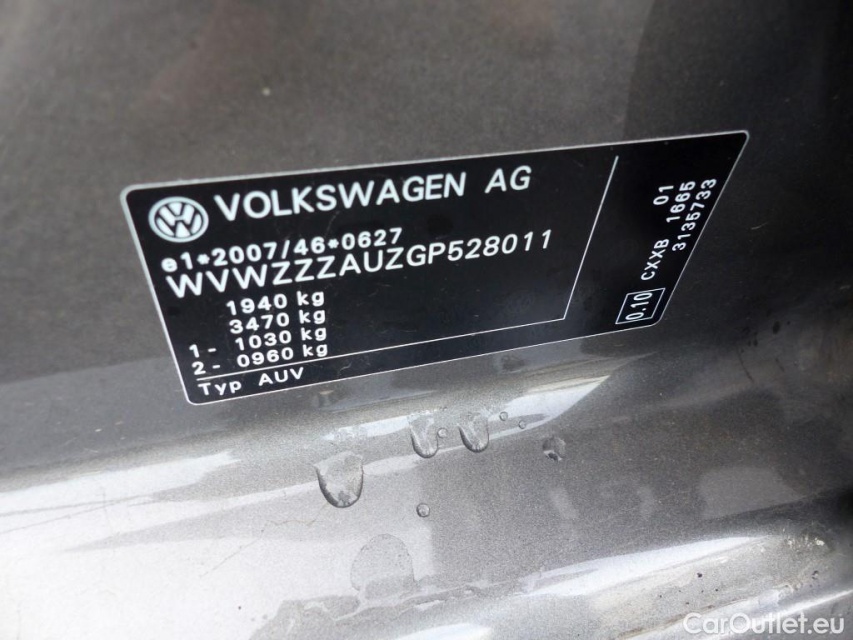 VOLKSWAGEN AG
e1*2007/46*0627
WVWZZZAUZGP528011
1940 kg
3470 kg
1- 1030 kg
2- 0960 kg
Typ AUV
01
CXXB 1665
3135733
0.10
CarOutlet.eu